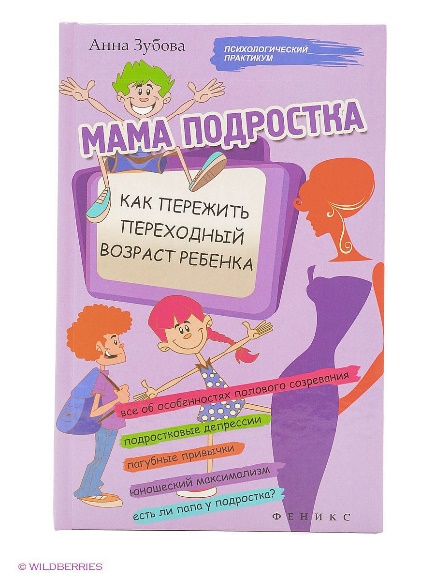 Анна Зубова
ПСИХОЛОГИЧЕСКИЙ
ПРАКТИКУМ
МАМА ПОДРОСТКА
КАК ПЕРЕЖИТЬ
ПЕРЕХОДНЫЙ
ВОЗРАСТ РЕБЕНКА
все об особенностях полового созревания
подростковые депрессии
пагубные привычки
юношеский максимализм
есть ли папа у подростка?
ФЕНИКС
© WILDBERRIES